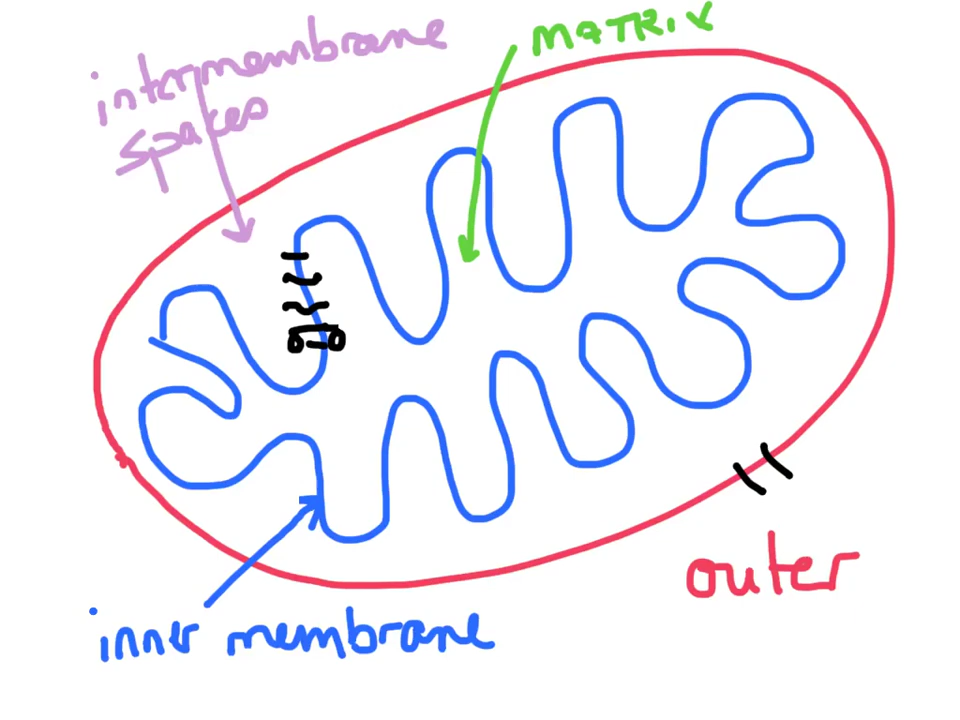 intermembrane
spaces
MATRIX
outer
inner membrane